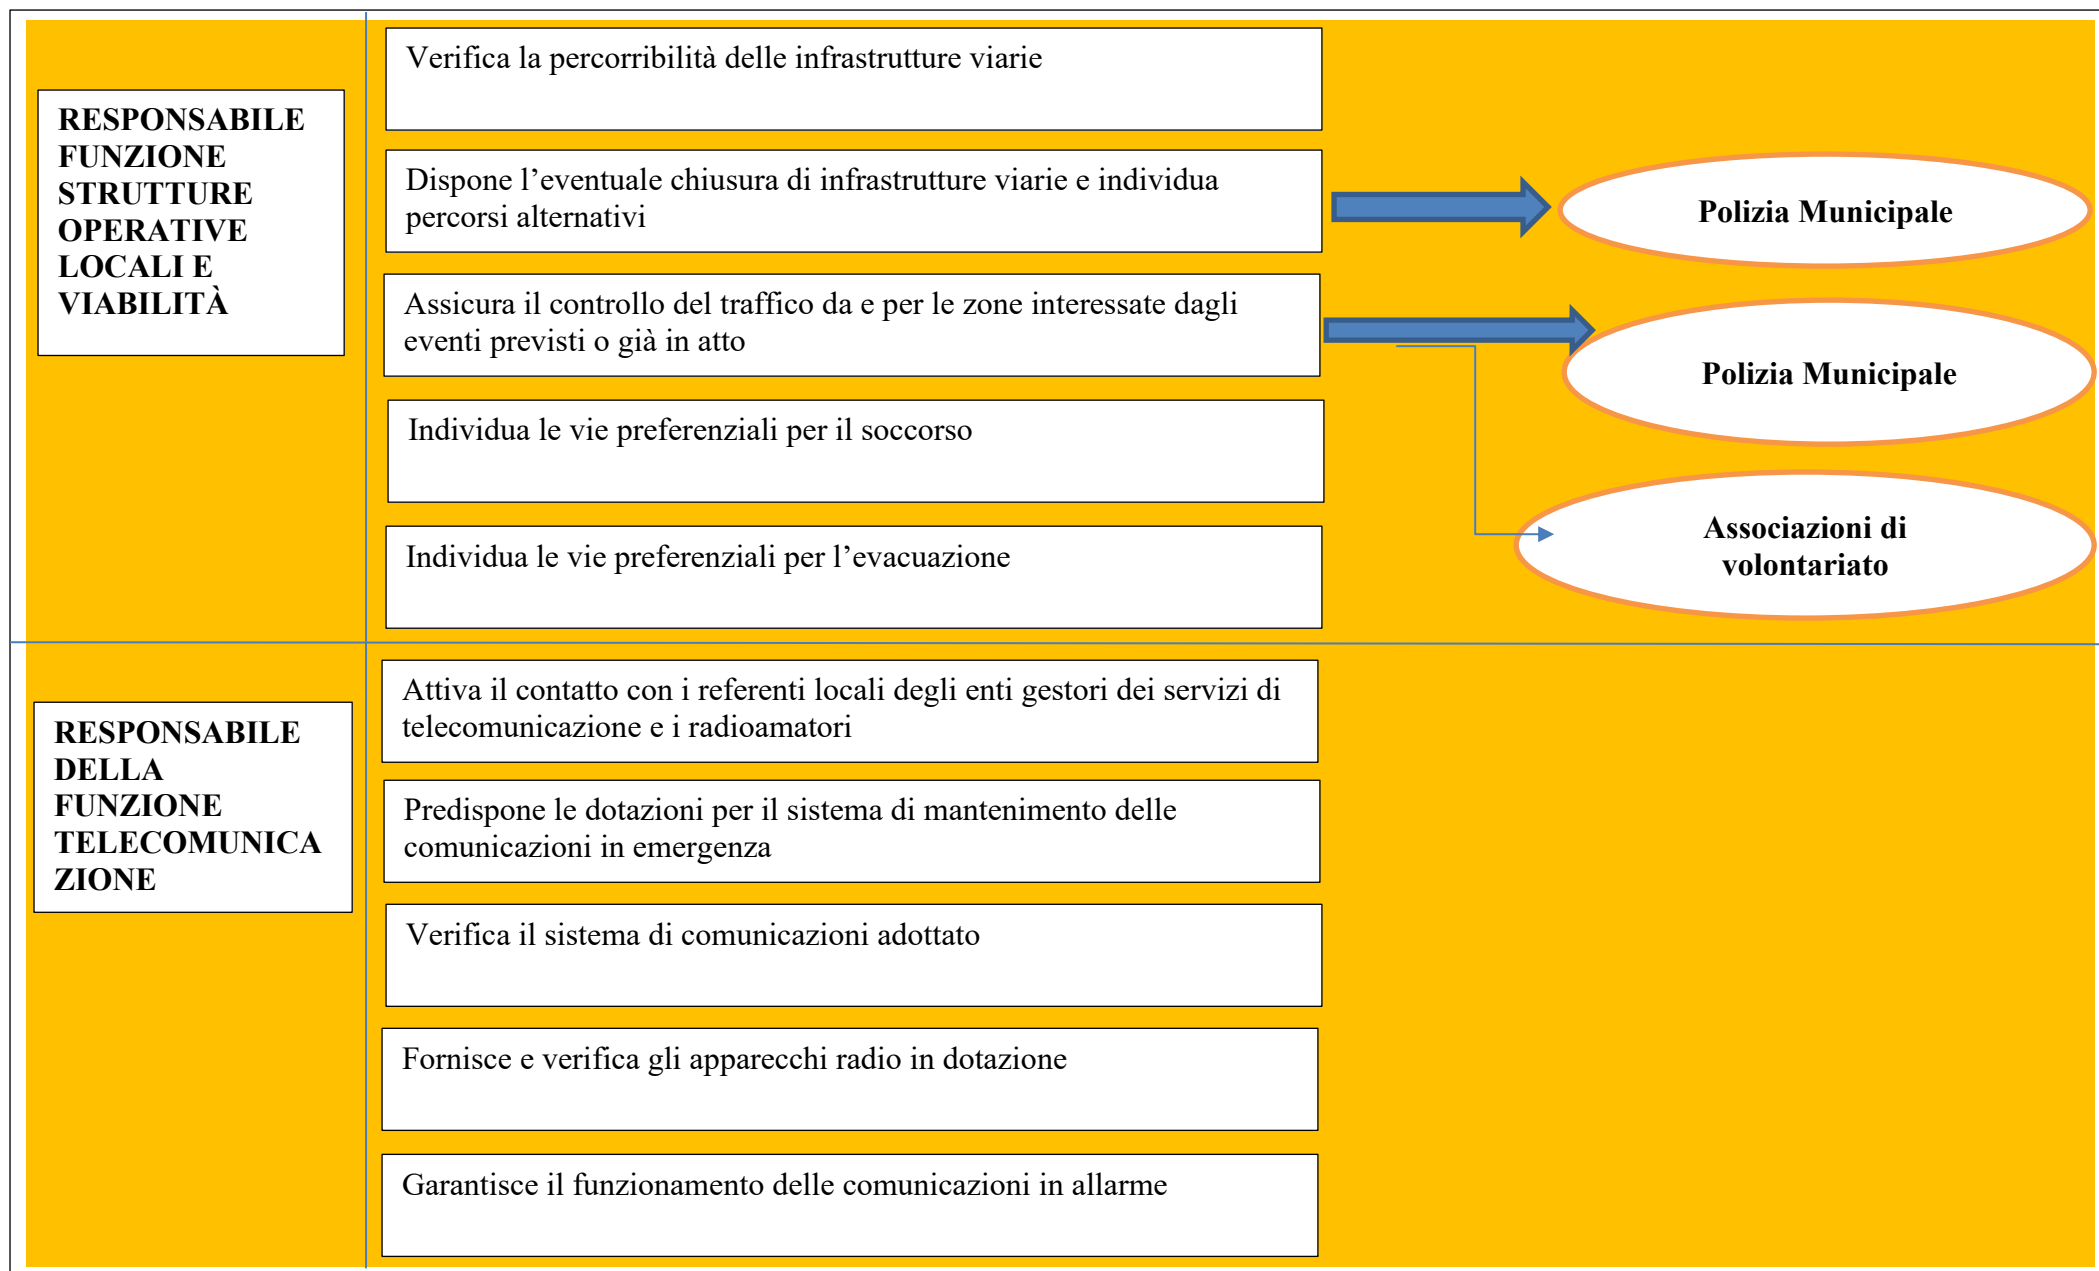 RESPONSABILE
FUNZIONE
STRUTTURE
OPERATIVE
LOCALI E
VIABILITÀ
Verifica la percorribilità delle infrastrutture viarie
Dispone l’eventuale chiusura di infrastrutture viarie e individua
percorsi alternativi
Polizia Municipale
Assicura il controllo del traffico da e per le zone interessate dagli
eventi previsti o già in atto
Polizia Municipale
Associazioni di
volontariato
Individua le vie preferenziali per il soccorso
Individua le vie preferenziali per l’evacuazione
RESPONSABILE
DELLA
FUNZIONE
TELECOMUNICA
ZIONE
Attiva il contatto con i referenti locali degli enti gestori dei servizi di
telecomunicazione e i radioamatori
Predispone le dotazioni per il sistema di mantenimento delle
comunicazioni in emergenza
Verifica il sistema di comunicazioni adottato
Fornisce e verifica gli apparecchi radio in dotazione
Garantisce il funzionamento delle comunicazioni in allarme